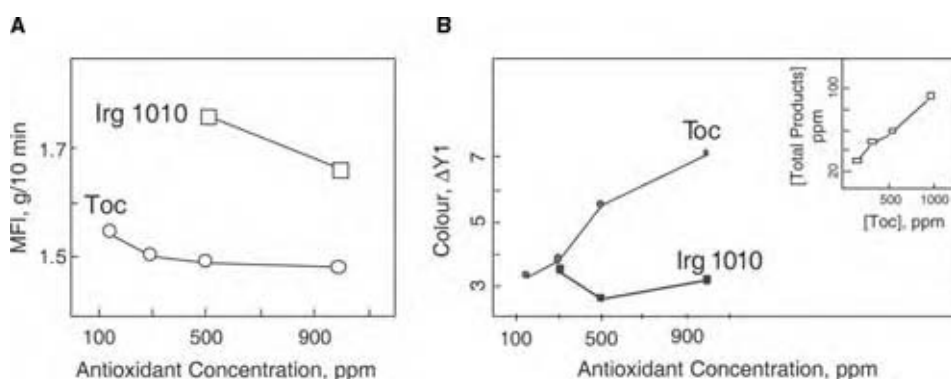 A
MFI, g/10 min
1.7
1.5
Irg 1010
Toc
100 500 900
Antioxidant Concentration, ppm
B
Colour, ΔY1
7
5
3
Toc
Irg 1010
100 500 900
Antioxidant Concentration, ppm
[Total Products]
ppm
100
20
500 1000
[Toc], ppm